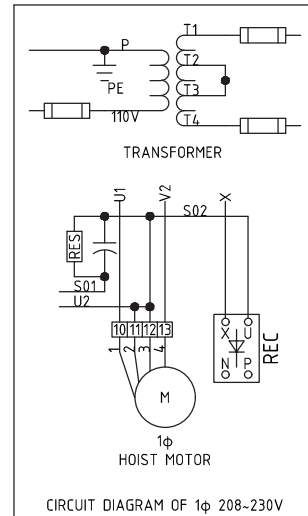 T1
P
T2
PE
T3
110V
T4
TRANSFORMER
U1
V2
X
S02
RES
S01
U2
10 11 12 13
X U
1 2 3 4
N P
REC
M
1ϕ
HOIST MOTOR
CIRCUIT DIAGRAM OF 1ϕ 208~230V